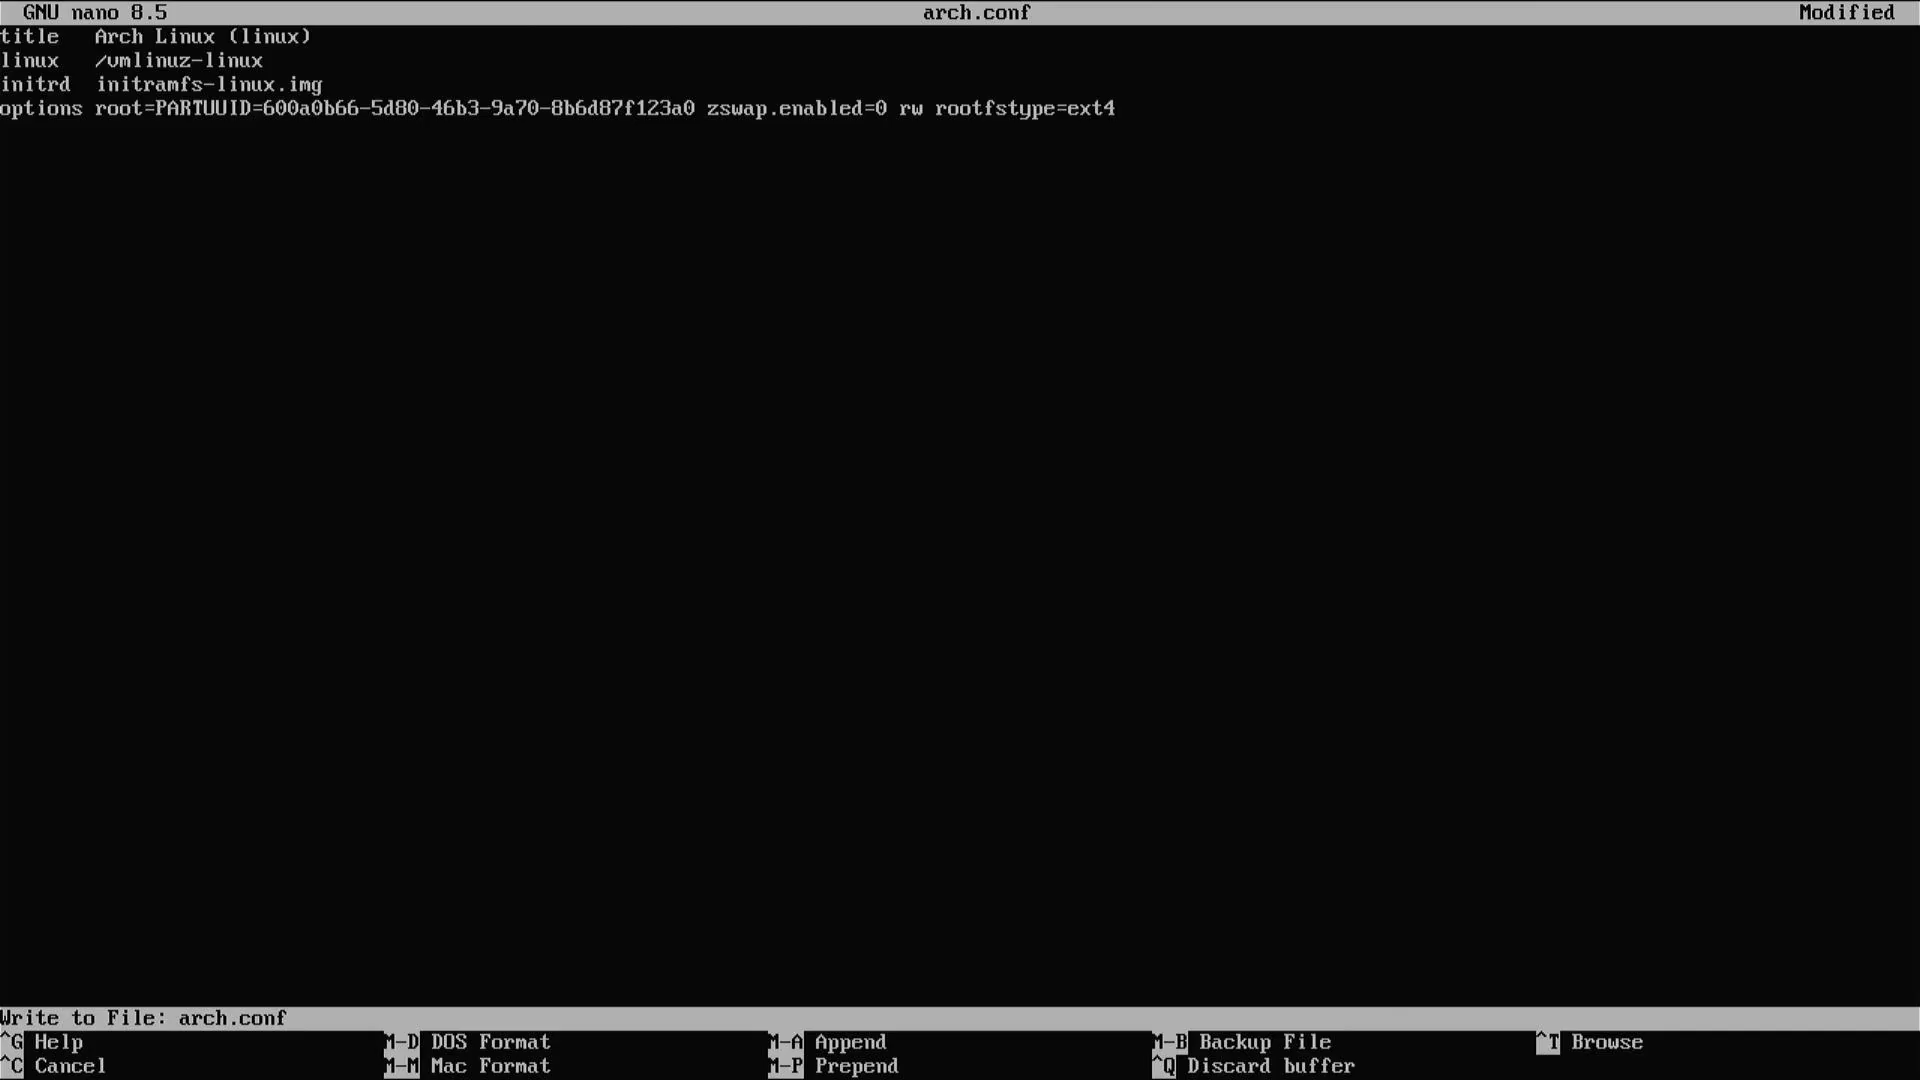 GNU nano 8.5 arch.conf Modified
title Arch Linux (linux)
linux /vmlinuz-linux
initrd initramfs-linux.img
options root=PARTUUID=600a0b66-5d80-46b3-9a70-8b6d87f123a0 zswap.enabled=0 rw rootfstype=ext4
Write to File: arch.conf
^G Help M-D DOS Format M-A Append M-B Backup File ^T Browse
^C Cancel M-M Mac Format M-P Prepend ^Q Discard buffer